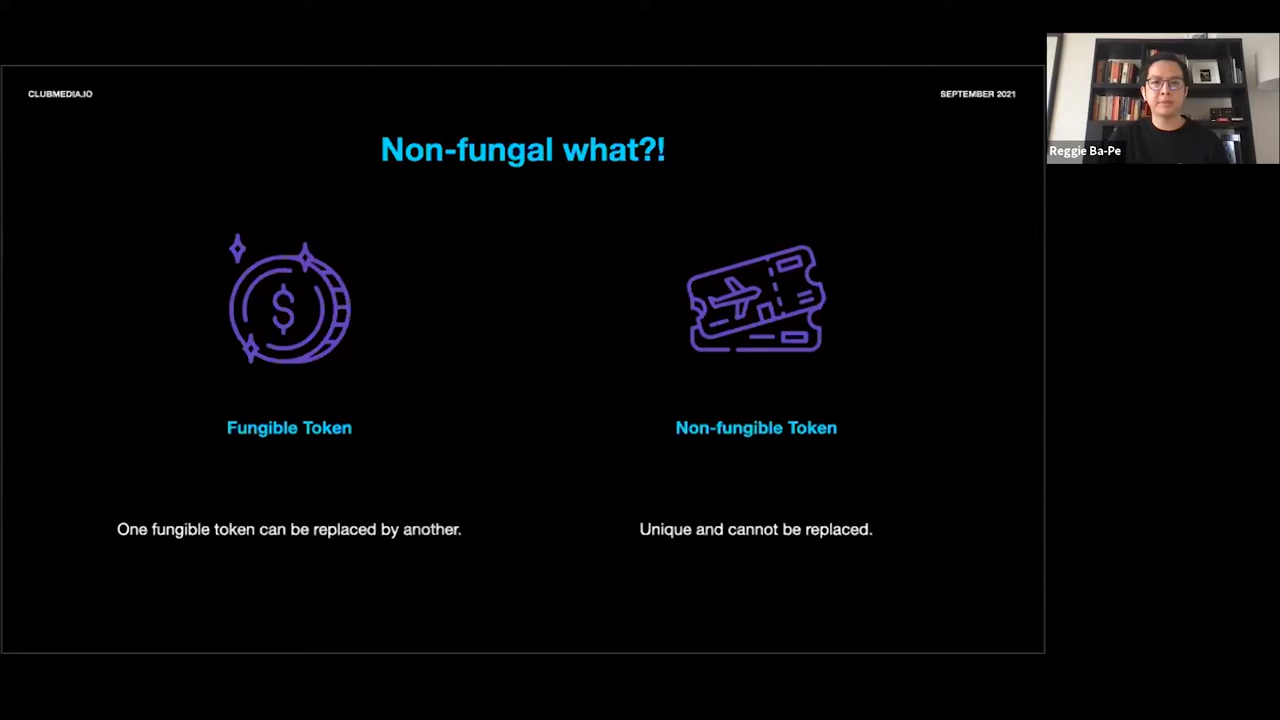 CLUBMEDIA.IO
SEPTEMBER 2021
Non-fungal what?!
$
Fungible Token
Non-fungible Token
One fungible token can be replaced by another.
Unique and cannot be replaced.
Reggie Ba-Pe